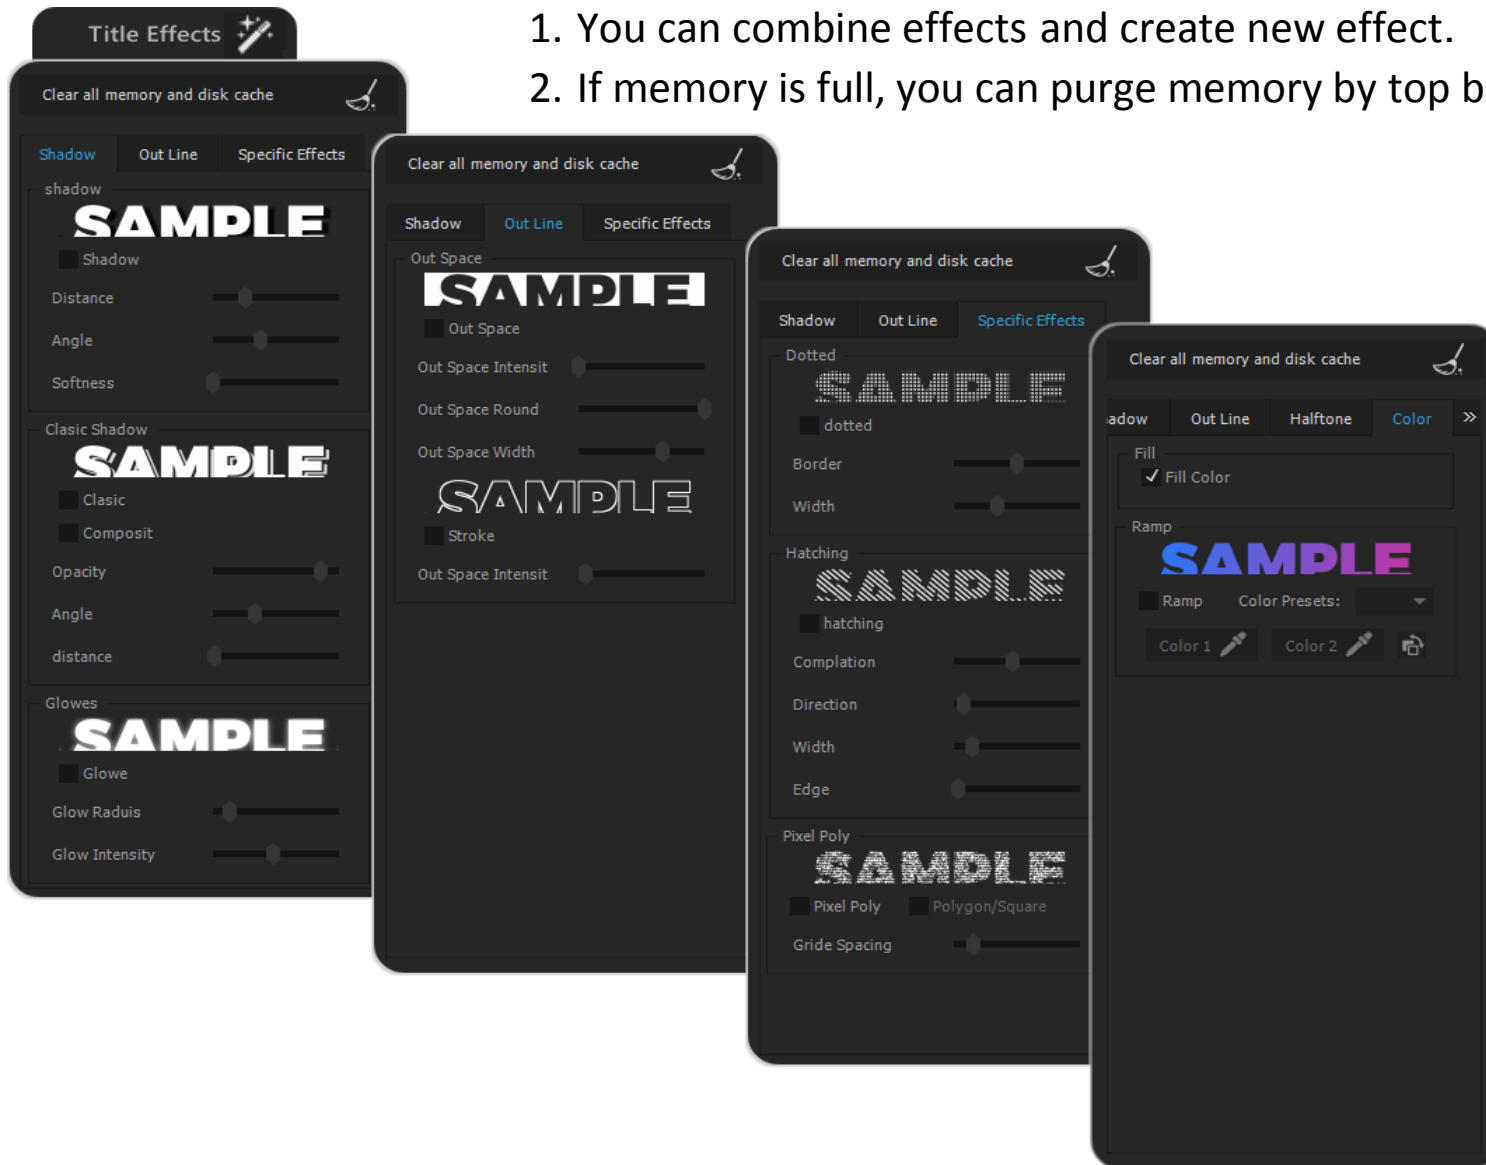 Title Effects
1. You can combine effects and create new effect.
2. If memory is full, you can purge memory by top b
Clear all memory and disk cache
Shadow Out Line Specific Effects
shadow
SAMPLE
Shadow
Distance
Angle
Softness
Clasic Shadow
SAMPLE
Clasic
Composit
Opacity
Angle
distance
Glowes
SAMPLE
Glowe
Glow Raduis
Glow Intensity
Clear all memory and disk cache
Shadow Out Line Specific Effects
Out Space
SAMPLE
Out Space
Out Space Intensit
Out Space Round
Out Space Width
SAMPLE
Stroke
Out Space Intensit
Clear all memory and disk cache
Shadow Out Line Specific Effects
Dotted
SAMPLE
dotted
Border
Width
Hatching
SAMPLE
hatching
Complation
Direction
Width
Edge
Pixel Poly
SAMPLE
Pixel Poly Polygon/Square
Gride Spacing
Clear all memory and disk cache
adow Out Line Halftone Color »
Fill
Fill Color
Ramp
SAMPLE
Ramp Color Presets:
Color 1 Color 2